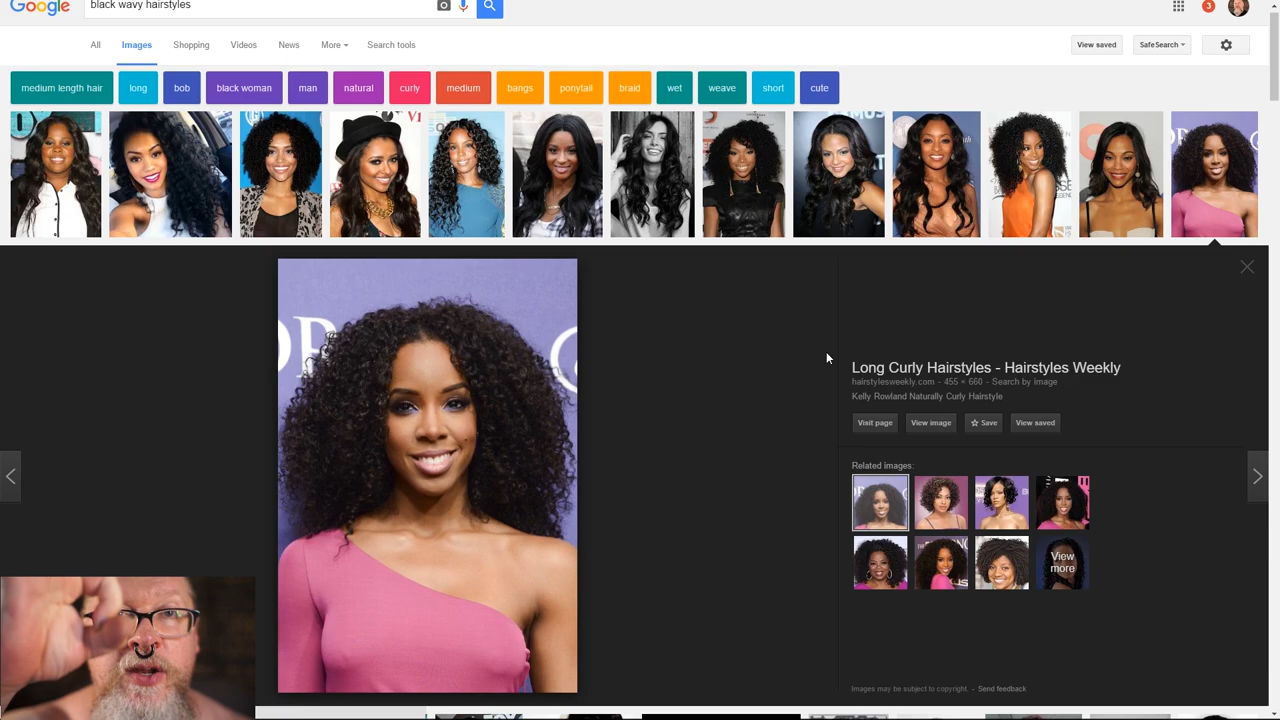 Google
black wavy hairstyles
3
All Images Shopping Videos News More Search tools
View saved SafeSearch
medium length hair long bob black woman man natural curly medium bangs ponytail braid wet weave short cute
Long Curly Hairstyles - Hairstyles Weekly
hairstylesweekly.com - 455 × 660 - Search by Image
Kelly Rowland Naturally Curly Hairstyle
Visit page View image Save View saved
Related images:
View
more
Images may be subject to copyright. - Send feedback